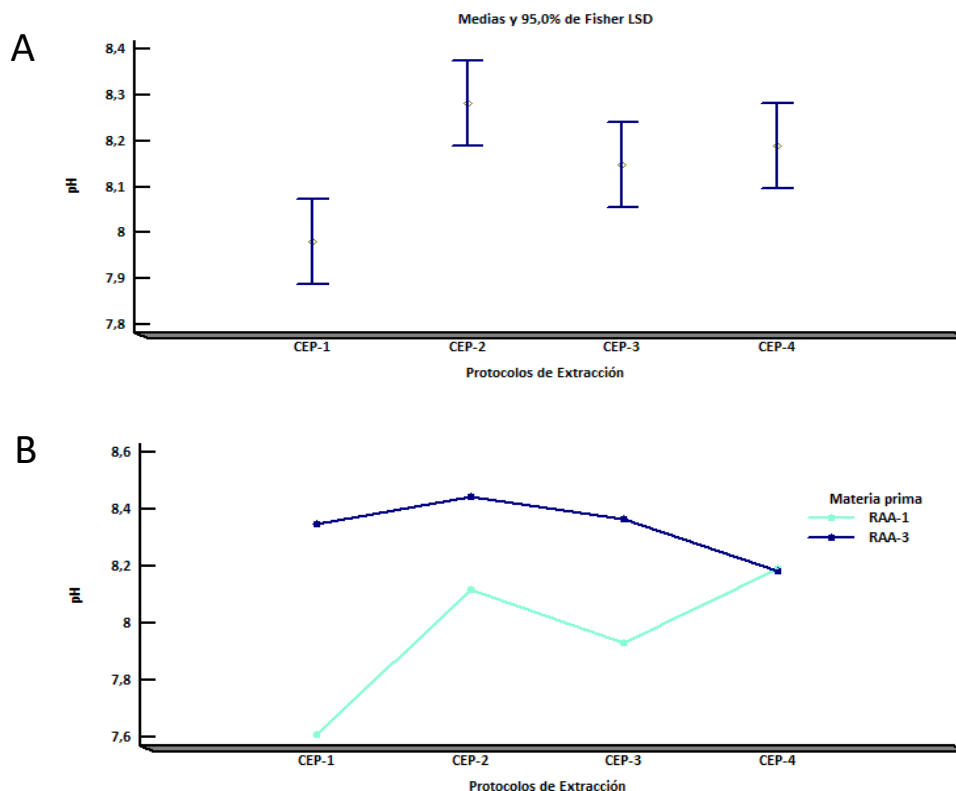 A
Medias y 95,0% de Fisher LSD
8,4
8,3
8,2
8,1
8
7,9
7,8
pH
CEP-1 CEP-2 CEP-3 CEP-4
Protocolos de Extracción
B
8,6
8,4
8,2
8
7,8
7,6
pH
Materia prima
RAA-1
RAA-3
CEP-1 CEP-2 CEP-3 CEP-4
Protocolos de Extracción